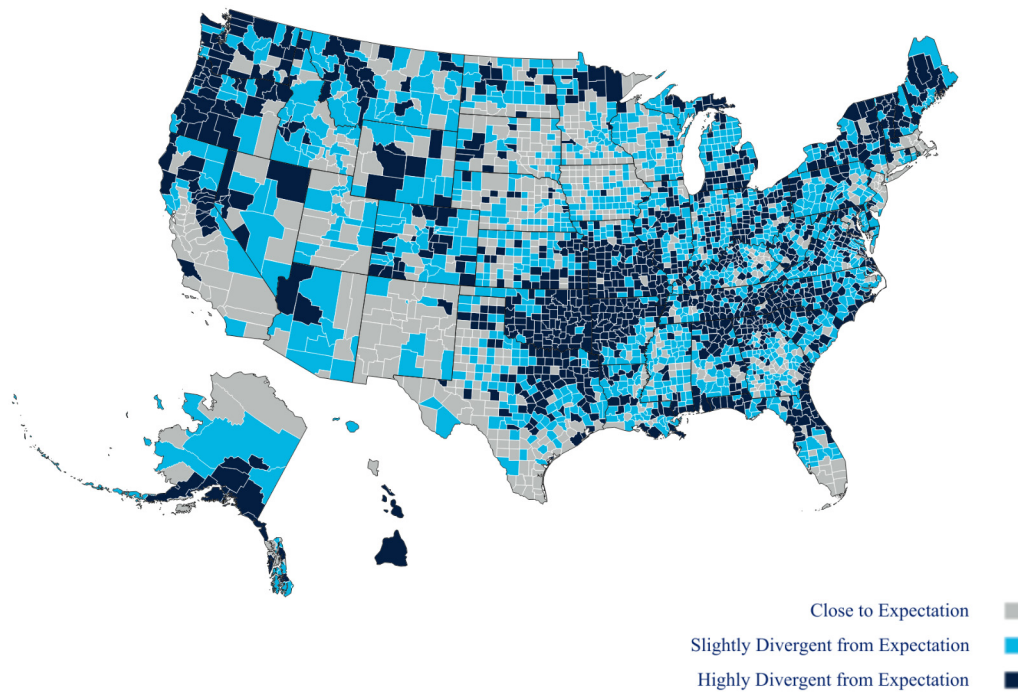 Close to Expectation
Slightly Divergent from Expectation
Highly Divergent from Expectation